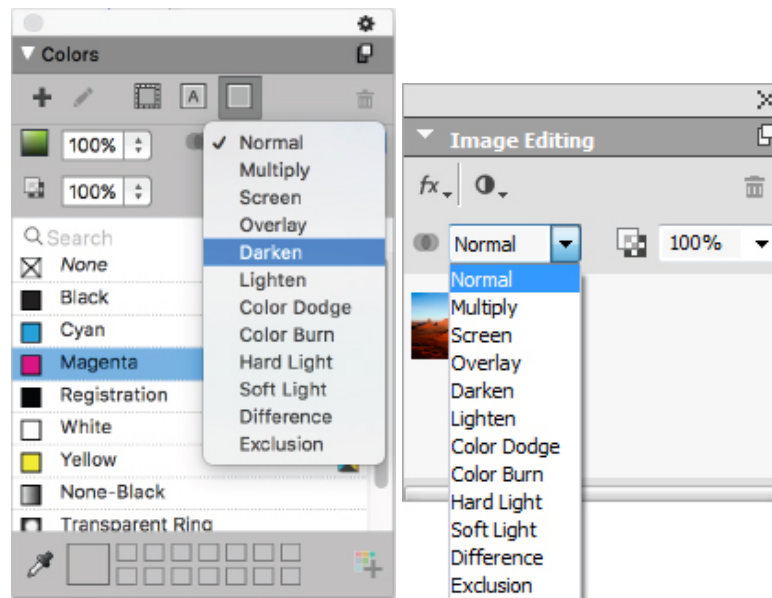 Colors
A
100%
100%
Normal
Multiply
Screen
Overlay
Darken
Lighten
Color Dodge
Color Burn
Hard Light
Soft Light
Difference
Exclusion
Search
None
Black
Cyan
Magenta
Registration
White
Yellow
None-Black
Transparent Ring
Image Editing
fx
Normal
100%
Normal
Multiply
Screen
Overlay
Darken
Lighten
Color Dodge
Color Burn
Hard Light
Soft Light
Difference
Exclusion